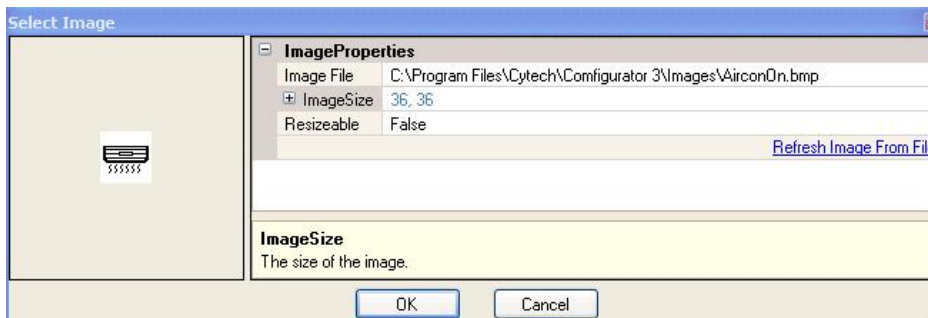 Select Image
ImageProperties
Image File C:\Program Files\Cytech\Comfigurator 3\Images\AirconOn.bmp
ImageSize 36, 36
Resizeable False
Refresh Image From Fil
ImageSize
The size of the image.
OK Cancel